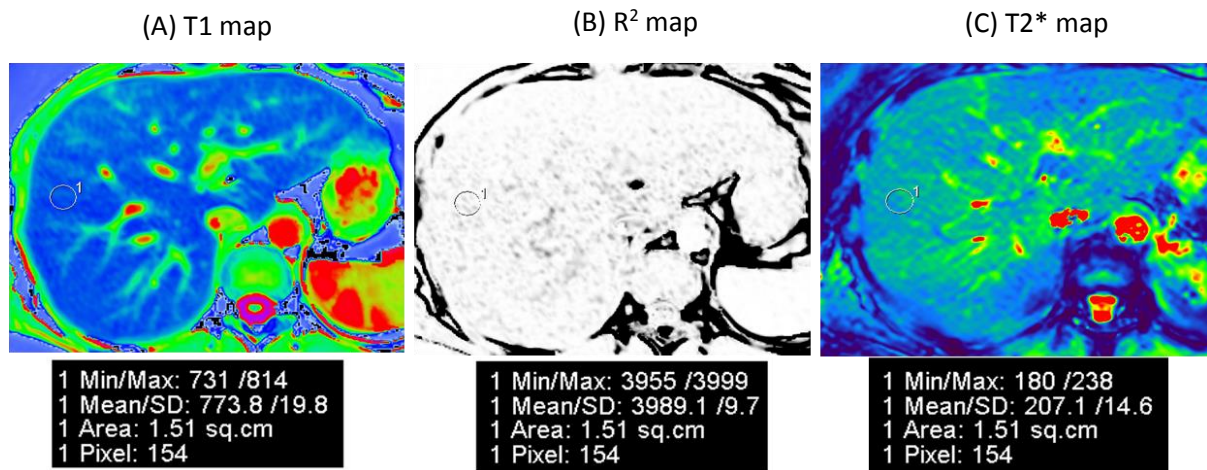 (A) T1 map
(B) R² map
(C) T2* map
1
1
1
1 Min/Max: 731 /814
1 Mean/SD: 773.8 /19.8
1 Area: 1.51 sq.cm
1 Pixel: 154
1 Min/Max: 3955 /3999
1 Mean/SD: 3989.1 /9.7
1 Area: 1.51 sq.cm
1 Pixel: 154
1 Min/Max: 180 /238
1 Mean/SD: 207.1 /14.6
1 Area: 1.51 sq.cm
1 Pixel: 154